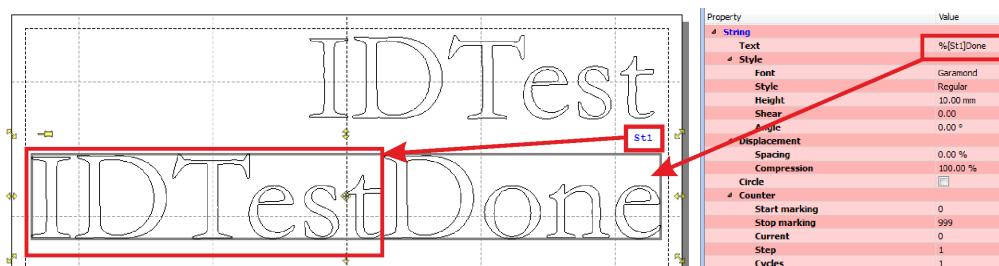 IDTest
St1
IDTestDone
Property Value
String
Text %[St1]Done
Style
Font Garamond
Style Regular
Height 10.00 mm
Shear 0.00
Angle 0.00 °
Displacement
Spacing 0.00 %
Compression 100.00 %
Circle
Counter
Start marking 0
Stop marking 999
Current 0
Step 1
Cycles 1